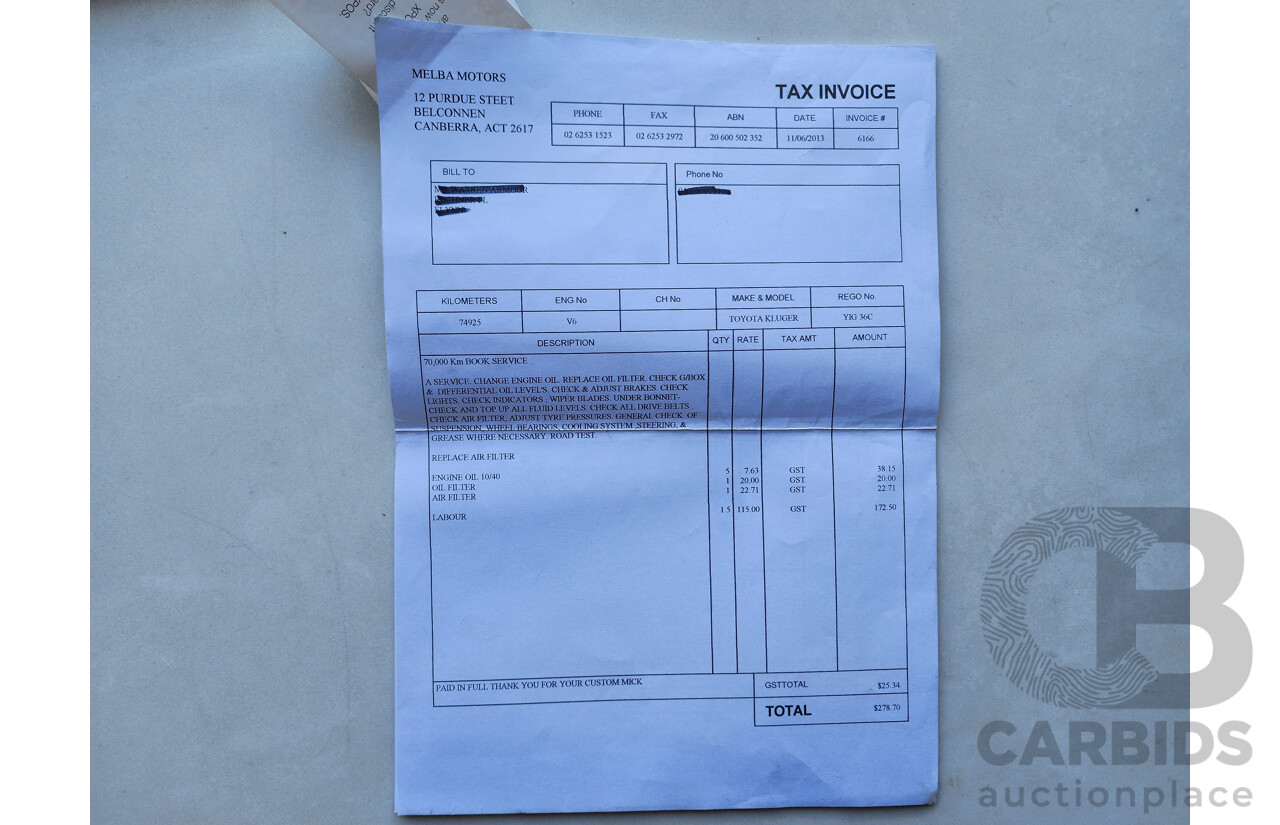 now
discount
XPOS.
MELBA MOTORS
12 PURDUE STEET
BELCONNEN
CANBERRA, ACT 2617
TAX INVOICE
PHONE FAX ABN DATE INVOICE #
02 6253 1523 02 6253 2972 20 600 502 352 11/06/2013 6166
BILL TO
Phone No
KILOMETERS ENG No CH No MAKE & MODEL REGO No.
74925 V6 TOYOTA KLUGER YIG 36C
DESCRIPTION QTY RATE TAX AMT AMOUNT
70,000 Km BOOK SERVICE
A SERVICE. CHANGE ENGINE OIL. REPLACE OIL FILTER. CHECK G/BOX
& DIFFERENTIAL OIL LEVEL'S. CHECK & ADJUST BRAKES. CHECK
LIGHTS. CHECK INDICATORS , WIPER BLADES. UNDER BONNET-
CHECK AND TOP UP ALL FLUID LEVELS. CHECK ALL DRIVE BELTS ,
CHECK AIR FILTER, ADJUST TYRE PRESSURES. GENERAL CHECK OF
SUSPENSION, WHEEL BEARINGS, COOLING SYSTEM ,STEERING, &
GREASE WHERE NECESSARY. ROAD TEST.
REPLACE AIR FILTER
ENGINE OIL 10/40 5 7.63 GST 38.15
OIL FILTER 1 20.00 GST 20.00
AIR FILTER 1 22.71 GST 22.71
LABOUR 1.5 115.00 GST 172.50
PAID IN FULL THANK YOU FOR YOUR CUSTOM MICK
GSTTOTAL $25.34
TOTAL $278.70
CARBIDS
auctionplace